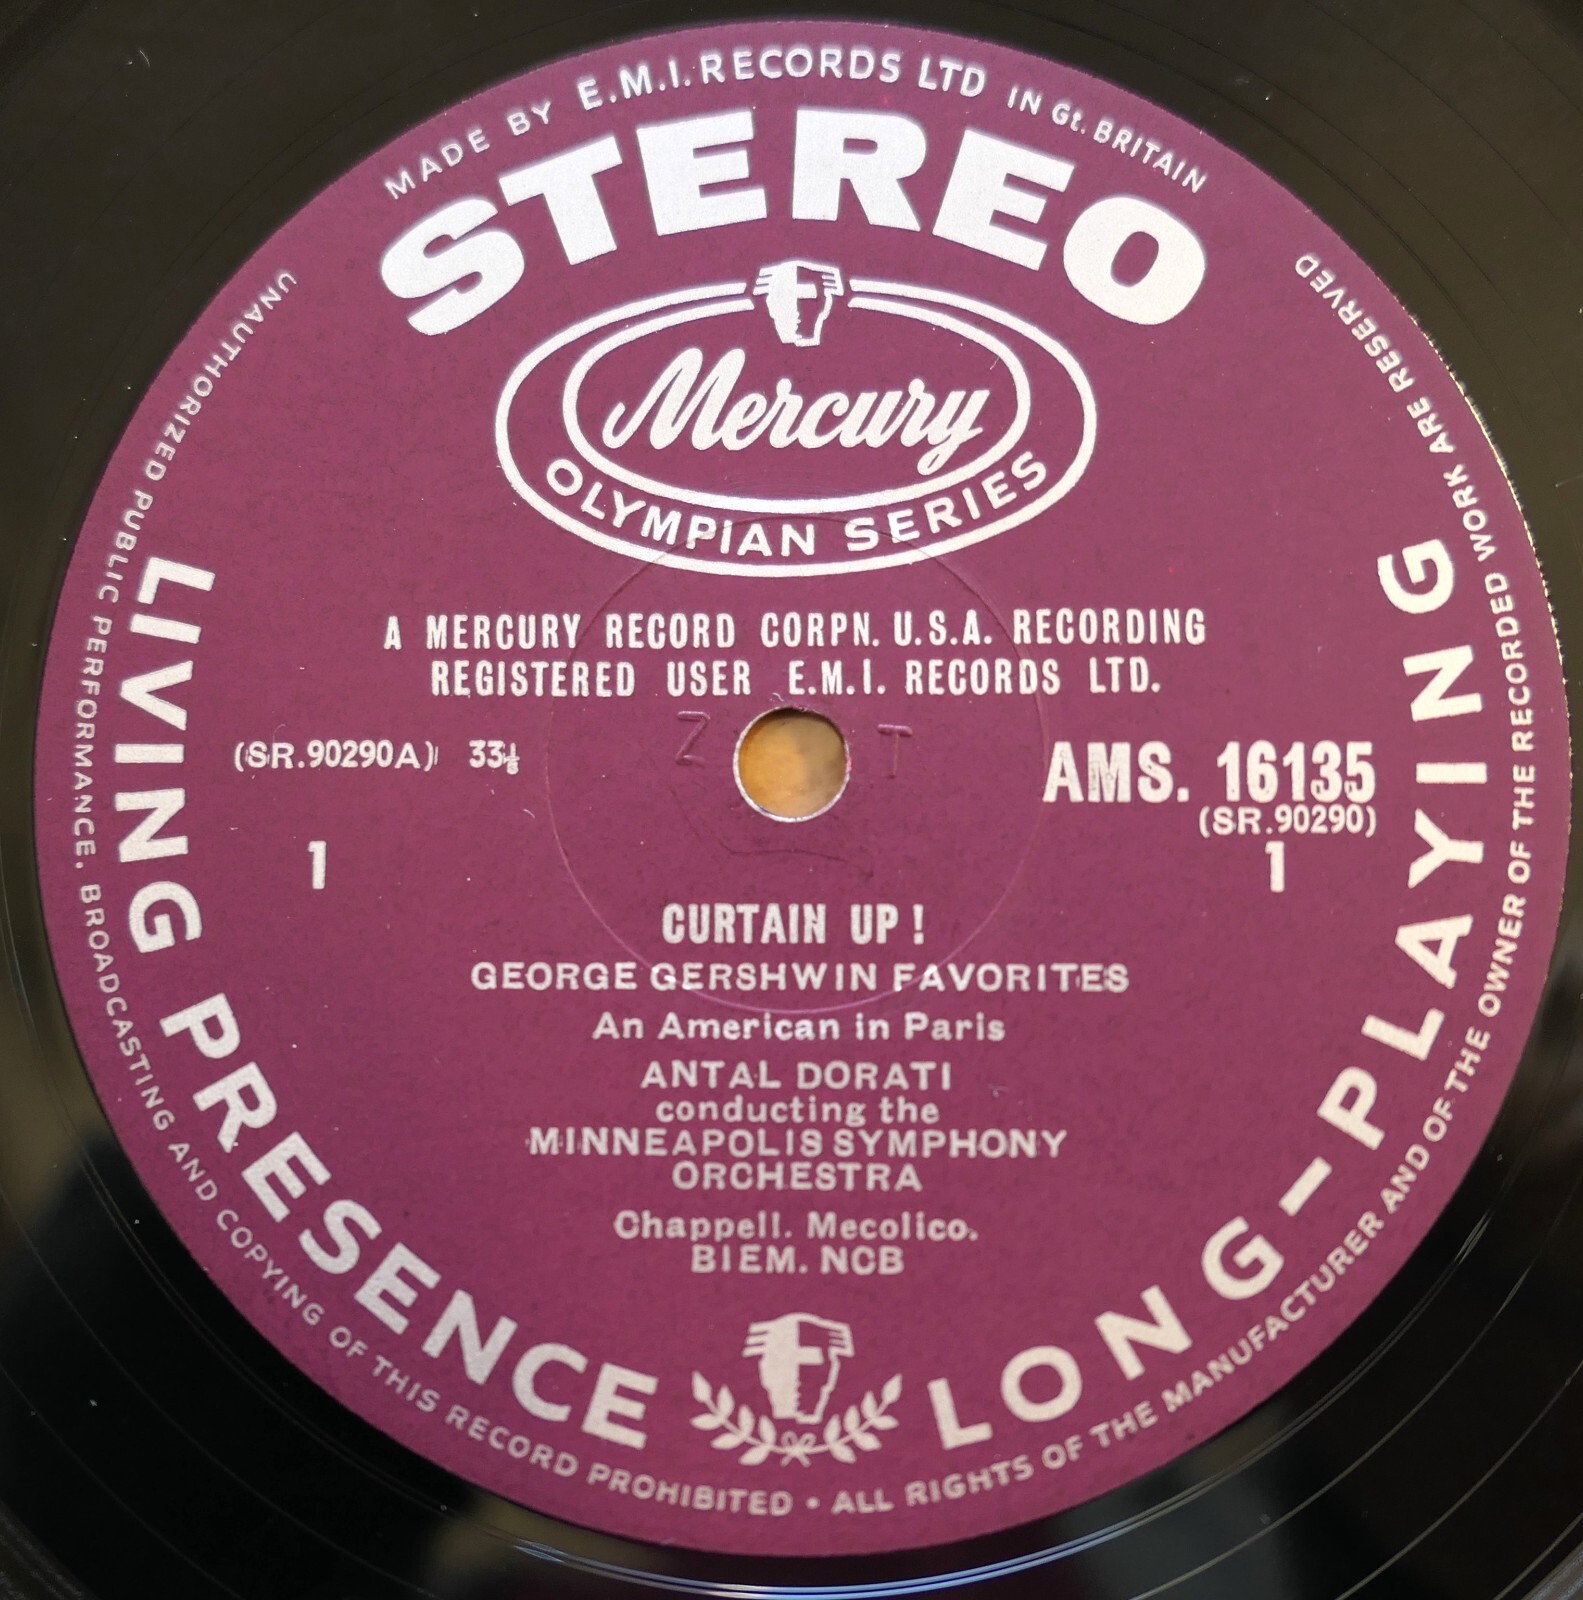 MADE BY E.M.I. RECORDS LTD IN Gt. BRITAIN
STEREO
Mercury
OLYMPIAN SERIES
A MERCURY RECORD CORPN. U.S.A. RECORDING
REGISTERED USER E.M.I. RECORDS LTD.
Z T
(SR.90290A) 33⅓
AMS. 16135
(SR.90290)
1
1
CURTAIN UP!
GEORGE GERSHWIN FAVORITES
An American in Paris
ANTAL DORATI
conducting the
MINNEAPOLIS SYMPHONY
ORCHESTRA
Chappell. Mecolico.
BIEM. NCB
LIVING PRESENCE
LONG-PLAYING
UNAUTHORIZED PUBLIC PERFORMANCE, BROADCASTING AND COPYING OF THIS RECORD PROHIBITED • ALL RIGHTS OF THE MANUFACTURER AND OF THE OWNER OF THE RECORDED WORK ARE RESERVED